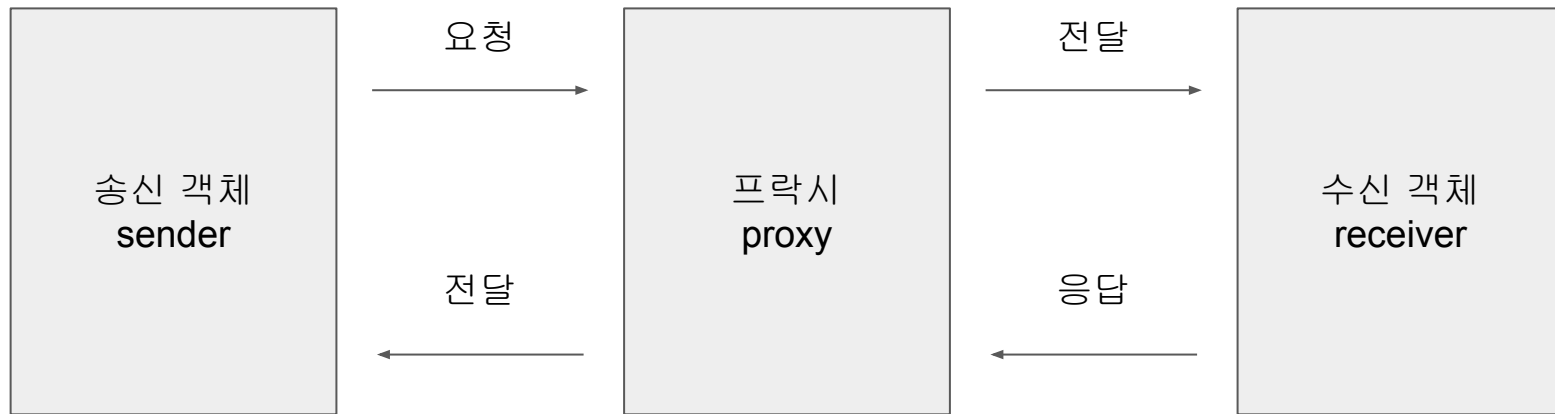 요청
전달
송신 객체
sender
프락시
proxy
수신 객체
receiver
전달
응답